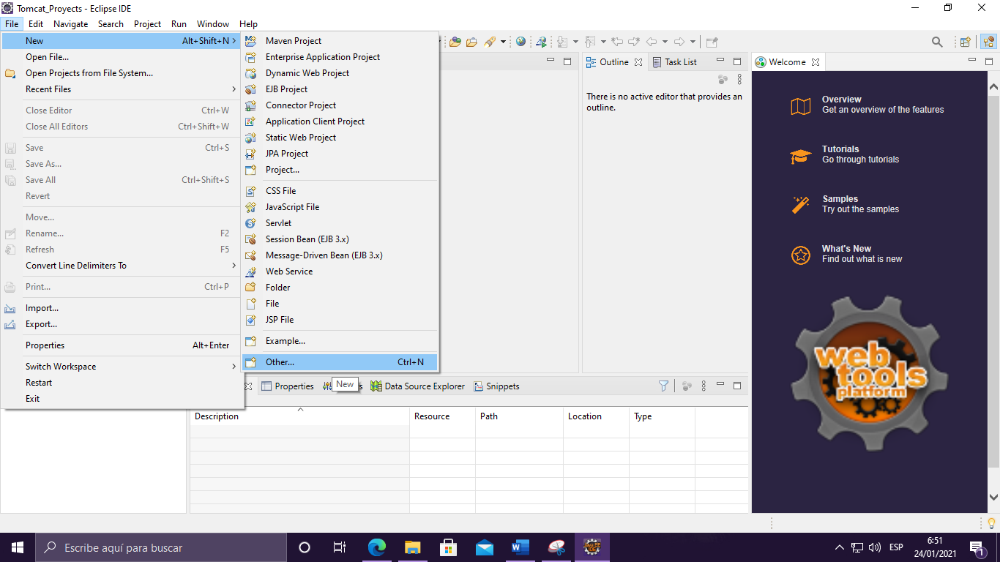 Tomcat_Proyects - Eclipse IDE
File Edit Navigate Search Project Run Window Help
New Alt+Shift+N
Open File...
Open Projects from File System...
Recent Files
Close Editor Ctrl+W
Close All Editors Ctrl+Shift+W
Save Ctrl+S
Save As...
Save All Ctrl+Shift+S
Revert
Move...
Rename... F2
Refresh F5
Convert Line Delimiters To
Print... Ctrl+P
Import...
Export...
Properties Alt+Enter
Switch Workspace
Restart
Exit
Maven Project
Enterprise Application Project
Dynamic Web Project
EJB Project
Connector Project
Application Client Project
Static Web Project
JPA Project
Project...
CSS File
JavaScript File
Servlet
Session Bean (EJB 3.x)
Message-Driven Bean (EJB 3.x)
Web Service
Folder
File
JSP File
Example...
Other... Ctrl+N
New
Outline Task List
There is no active editor that provides an
outline.
Welcome
Overview
Get an overview of the features
Tutorials
Go through tutorials
Samples
Try out the samples
What's New
Find out what is new
web
tools
platform
Properties Data Source Explorer Snippets
Description Resource Path Location Type
Escribe aquí para buscar
Java EE
IDE
ESP
6:51
24/01/2021
1